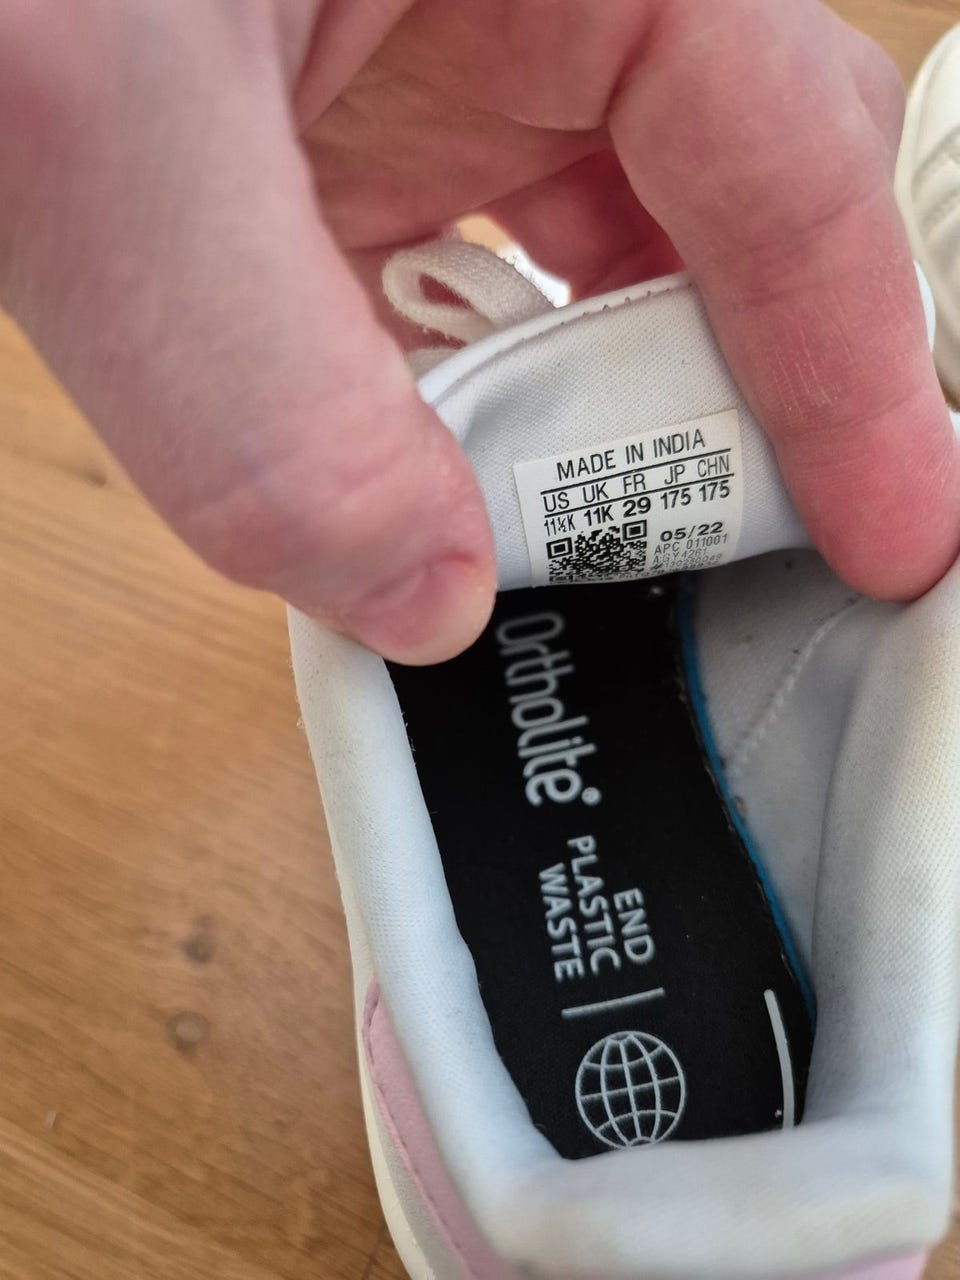 MADE IN INDIA
US UK FR JP CHN
11½K 11K 29 175 175
05/22
APC 011001
Ortholite®
END
PLASTIC
WASTE